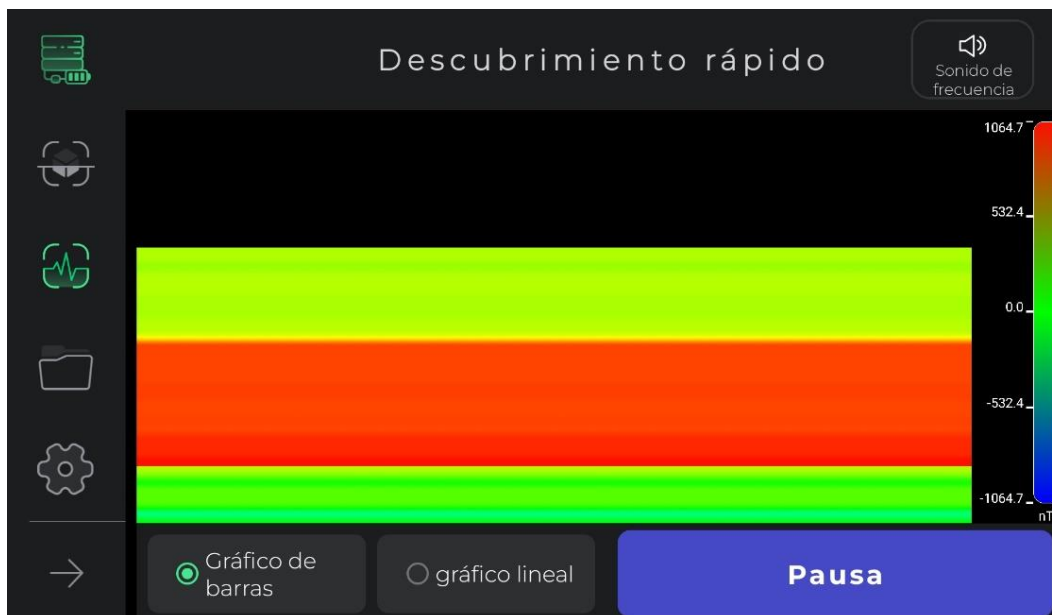 Descubrimiento rápido
Sonido de
frecuencia
1064.7
532.4
0.0
-532.4
-1064.7
nT
Gráfico de
barras
gráfico lineal
Pausa